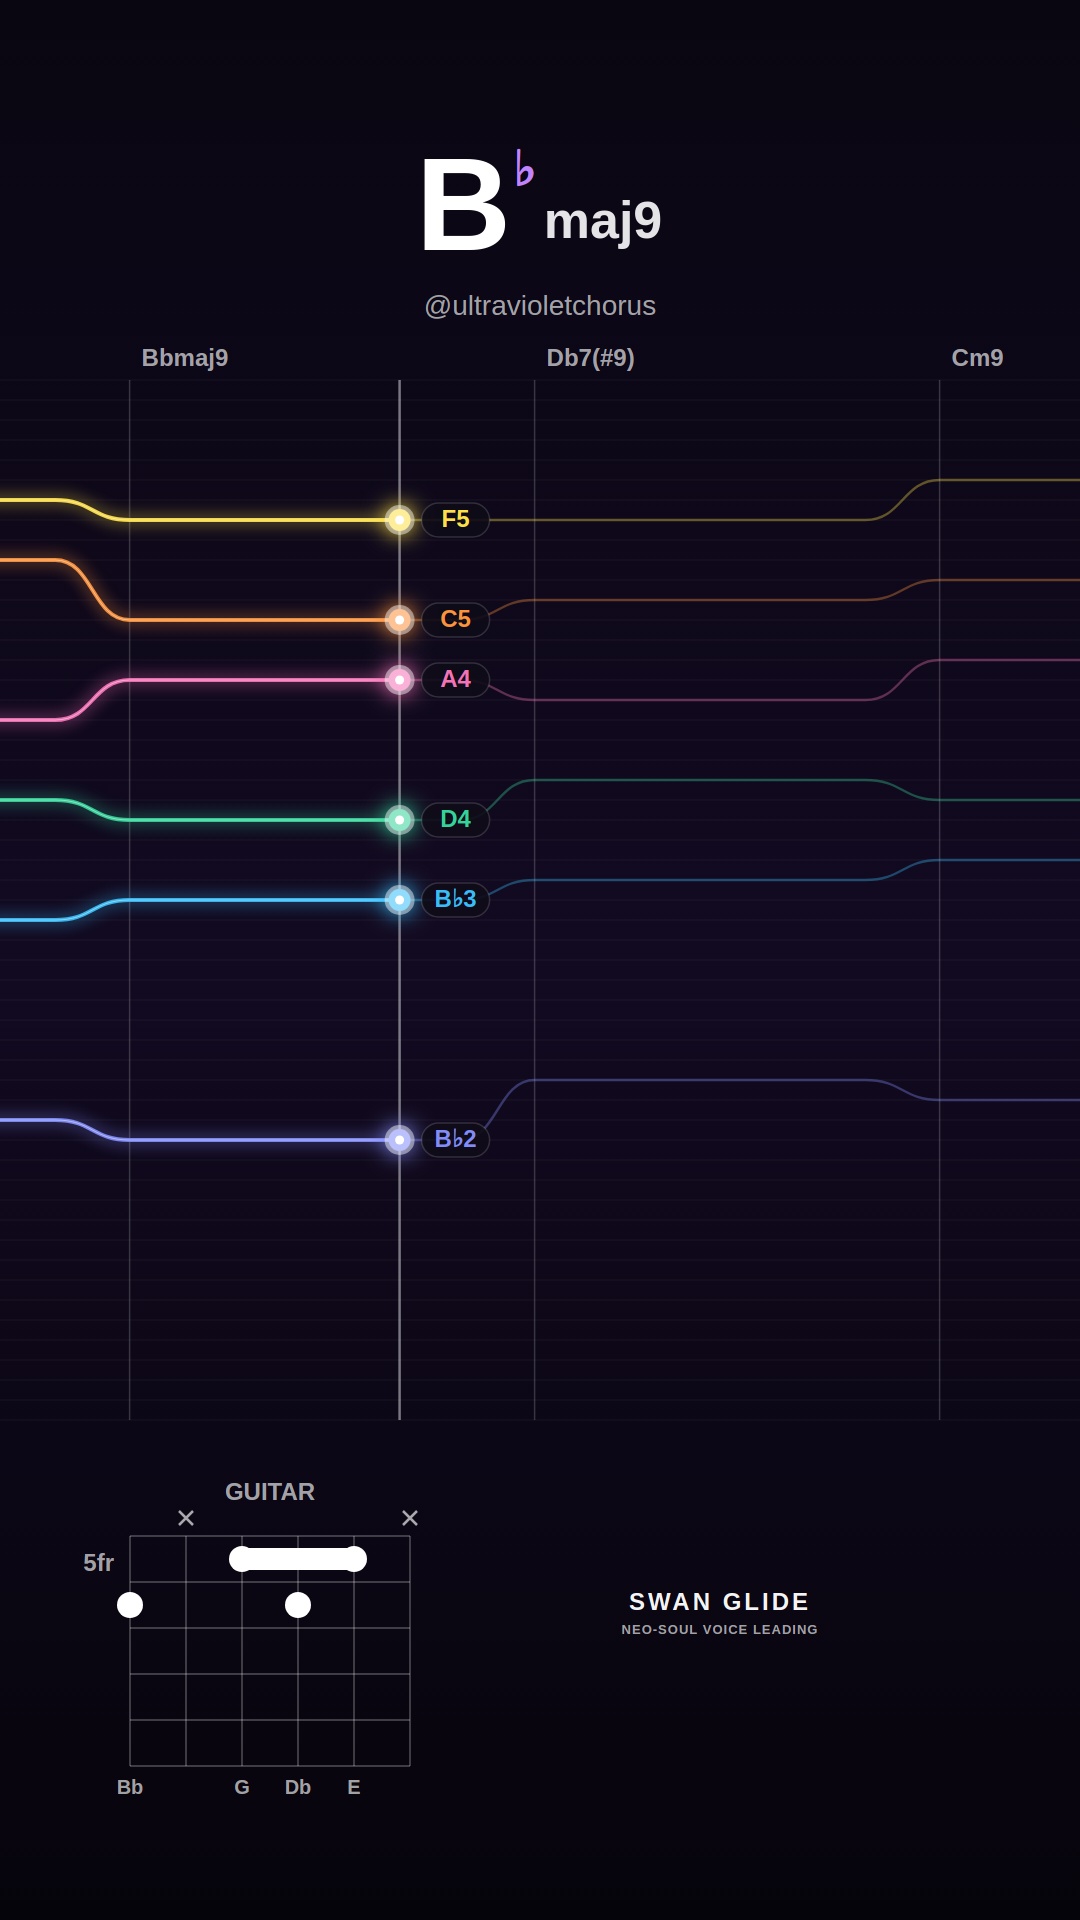 B♭maj9
@ultravioletchorus
Bbmaj9 Db7(#9) Cm9
F5
C5
A4
D4
B♭3
B♭2
GUITAR
× ×
5fr
Bb G Db E
SWAN GLIDE
NEO-SOUL VOICE LEADING